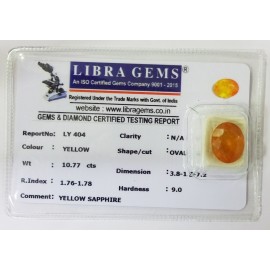 LIBRA GEMS
An ISO Certified Gems Company 9001 - 2015
Registered Under the Trade Marks with Govt. of India
website : www.libragems.co.in
GEMS & DIAMOND CERTIFIED TESTING REPORT
ReportNo: LY 404 Clarity N/A
Colour YELLOW Shape/cut OVAL
Wt 10.77 cts Dimension
R.Index 1.76-1.78 Hardness 9.0
Comment: YELLOW SAPPHIRE